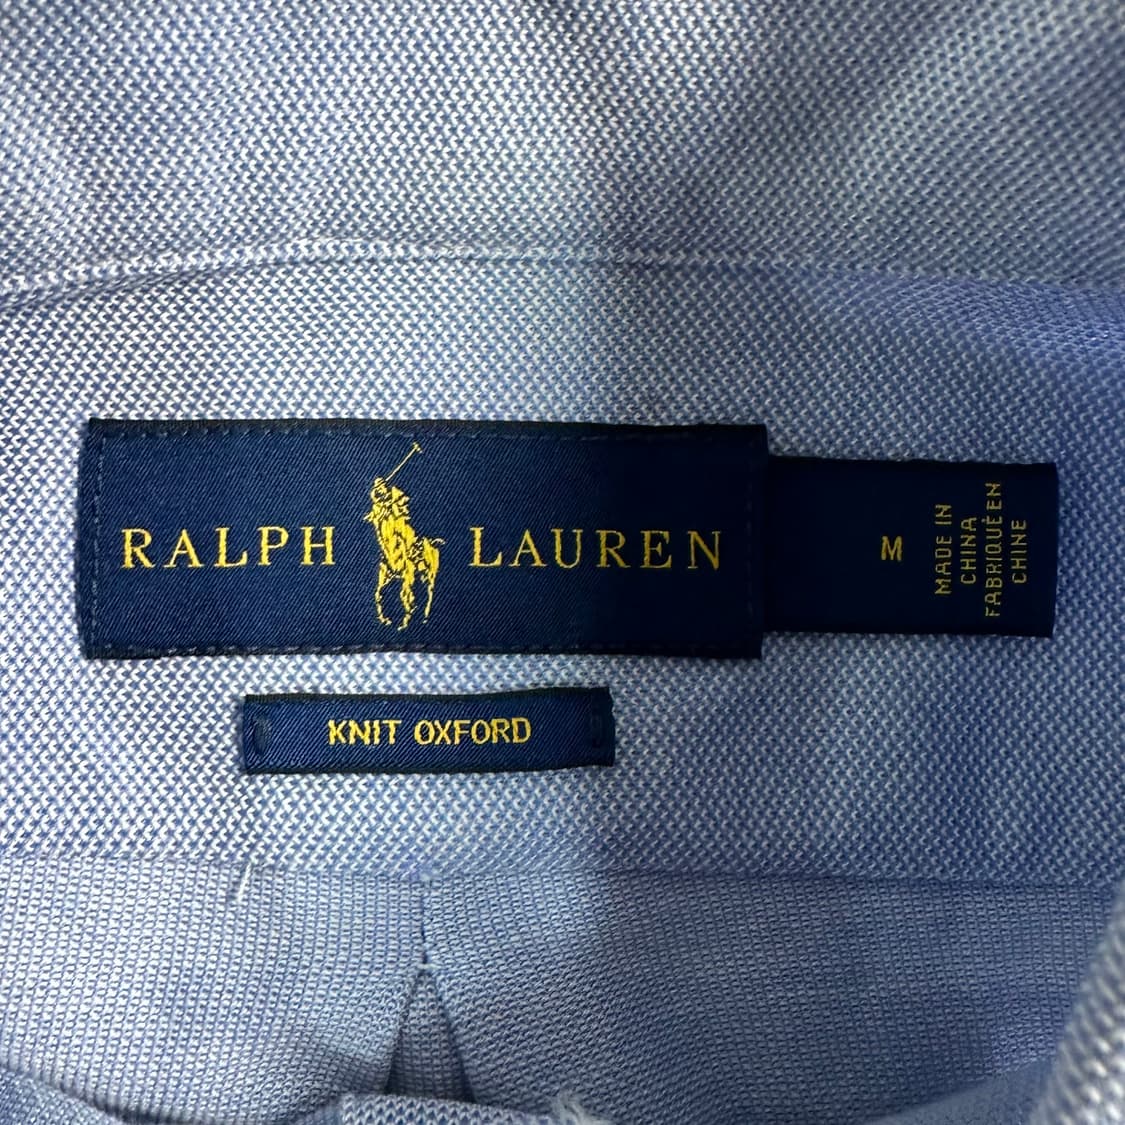 RALPH LAUREN
M
MADE IN
CHINA
FABRIQUÉ EN
CHINE
KNIT OXFORD